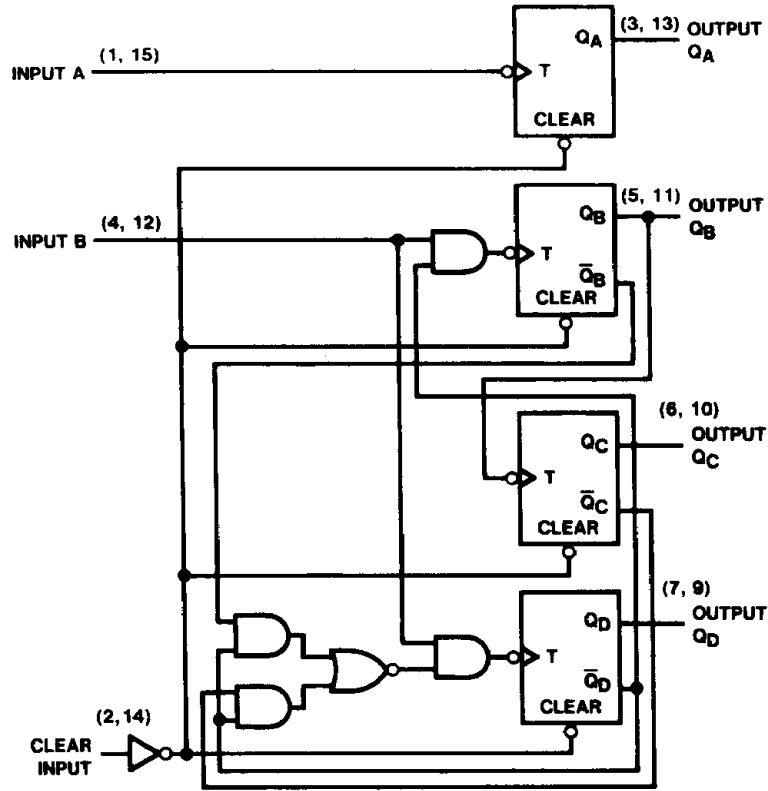 (1, 15)
INPUT A
QA
(3, 13)
OUTPUT
QA
T
CLEAR
(4, 12)
INPUT B
QB
(5, 11)
OUTPUT
QB
T
Q̅B
CLEAR
(6, 10)
OUTPUT
QC
QC
T
Q̅C
CLEAR
(7, 9)
OUTPUT
QD
QD
T
Q̅D
CLEAR
(2, 14)
CLEAR
INPUT